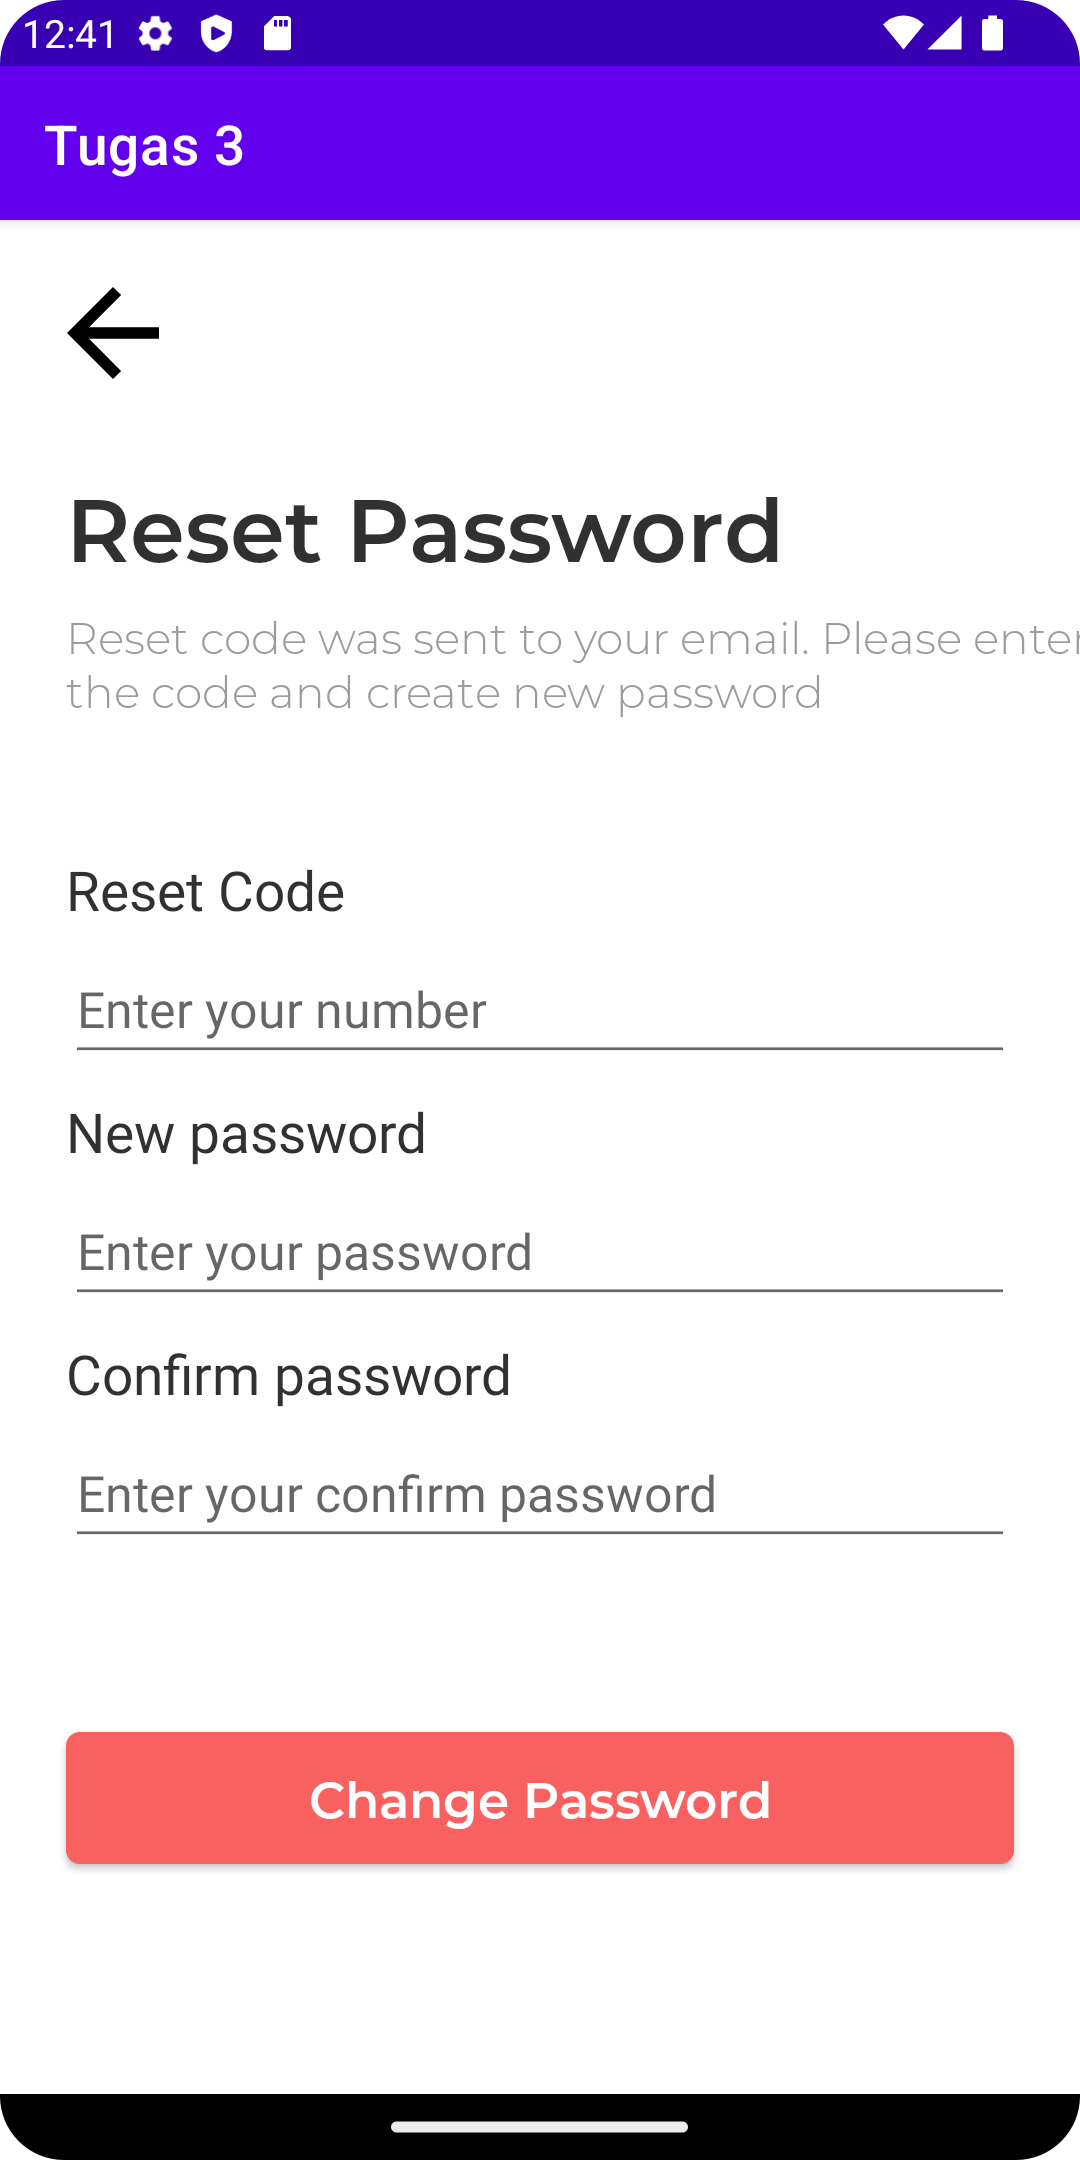 12:41
Tugas 3
Reset Password
Reset code was sent to your email. Please enter
the code and create new password
Reset Code
Enter your number
New password
Enter your password
Confirm password
Enter your confirm password
Change Password